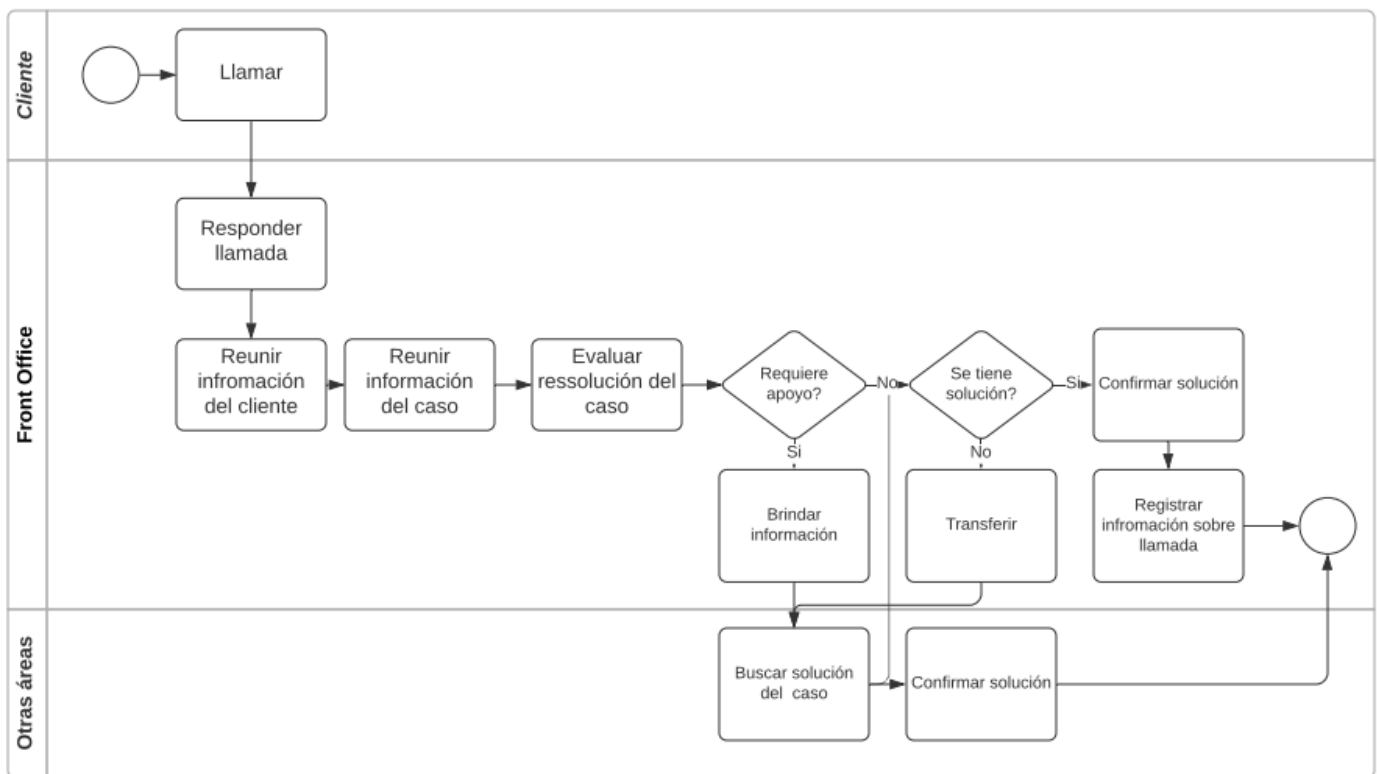 Cliente
Llamar
Front Office
Responder
llamada
Reunir
infromación
del cliente
Reunir
información
del caso
Evaluar
ressolución del
caso
Requiere
apoyo?
No
Se tiene
solución?
Si
Confirmar solución
Si
No
Brindar
información
Transferir
Registrar
infromación sobre
llamada
Otras áreas
Buscar solución
del caso
Confirmar solución